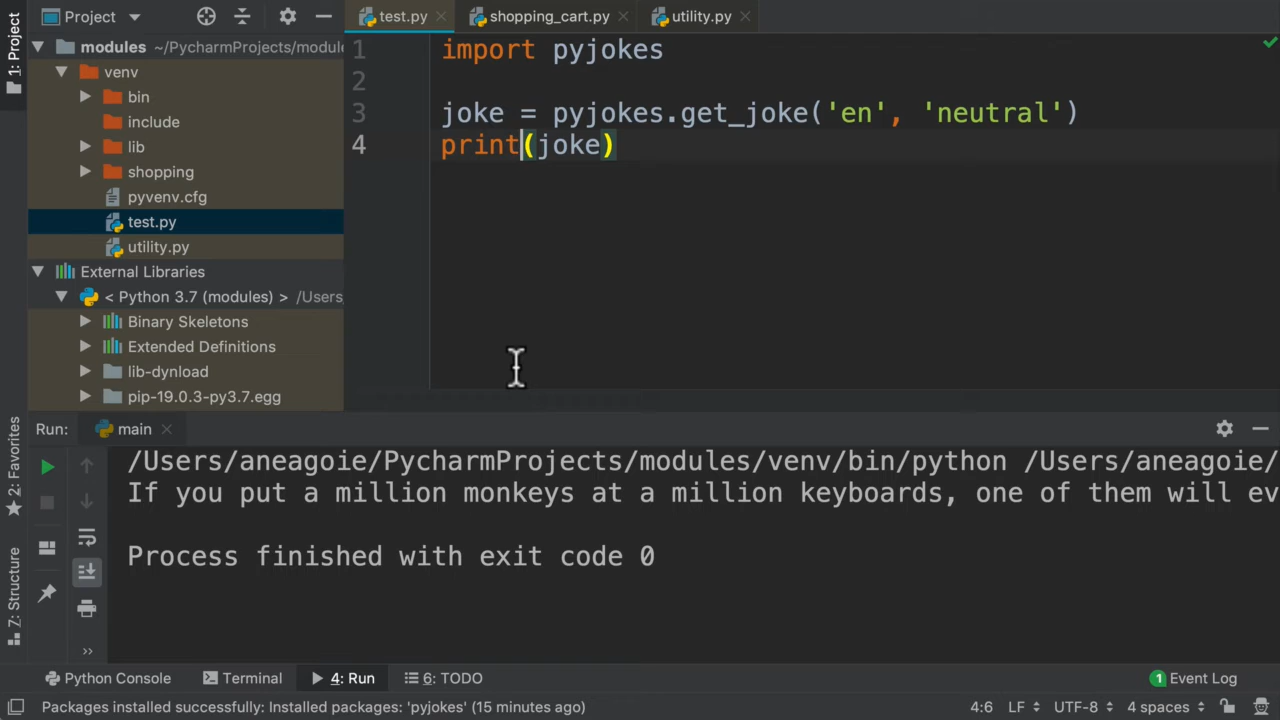 1: Project
Project
modules ~/PycharmProjects/module
venv
bin
include
lib
shopping
pyvenv.cfg
test.py
utility.py
External Libraries
< Python 3.7 (modules) > /Users
Binary Skeletons
Extended Definitions
lib-dynload
pip-19.0.3-py3.7.egg
test.py
shopping_cart.py
utility.py
1 import pyjokes
2
3 joke = pyjokes.get_joke('en', 'neutral')
4 print(joke)
2: Favorites
7: Structure
Run: main
/Users/aneagoie/PycharmProjects/modules/venv/bin/python /Users/aneagoie/
If you put a million monkeys at a million keyboards, one of them will ev
Process finished with exit code 0
>>
Python Console
Terminal
4: Run
6: TODO
1 Event Log
Packages installed successfully: Installed packages: 'pyjokes' (15 minutes ago)
4:6 LF UTF-8 4 spaces